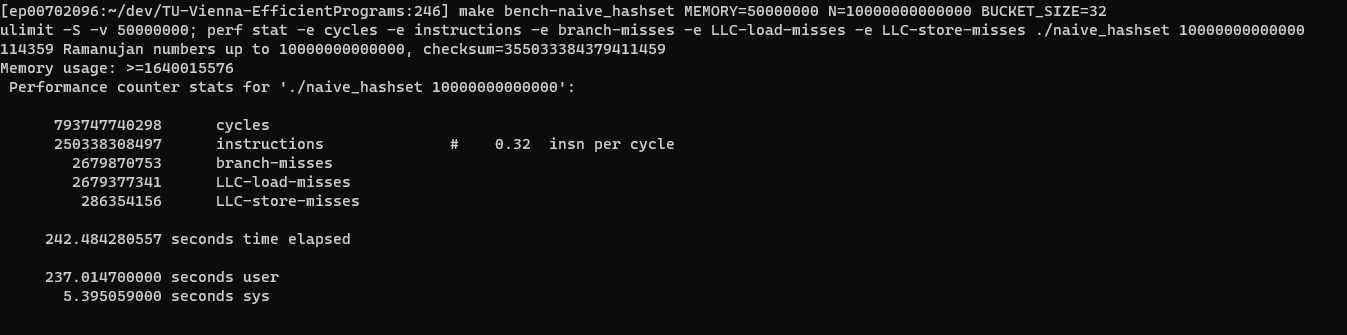 [ep00702096:~/dev/TU-Vienna-EfficientPrograms:246] make bench-naive_hashset MEMORY=50000000 N=10000000000000 BUCKET_SIZE=32
ulimit -S -v 50000000; perf stat -e cycles -e instructions -e branch-misses -e LLC-load-misses -e LLC-store-misses ./naive_hashset 10000000000000
114359 Ramanujan numbers up to 10000000000000, checksum=355033384379411459
Memory usage: >=1640015576
Performance counter stats for './naive_hashset 10000000000000':
793747740298 cycles
250338308497 instructions # 0.32 insn per cycle
2679870753 branch-misses
2679377341 LLC-load-misses
286354156 LLC-store-misses
242.484280557 seconds time elapsed
237.014700000 seconds user
5.395059000 seconds sys